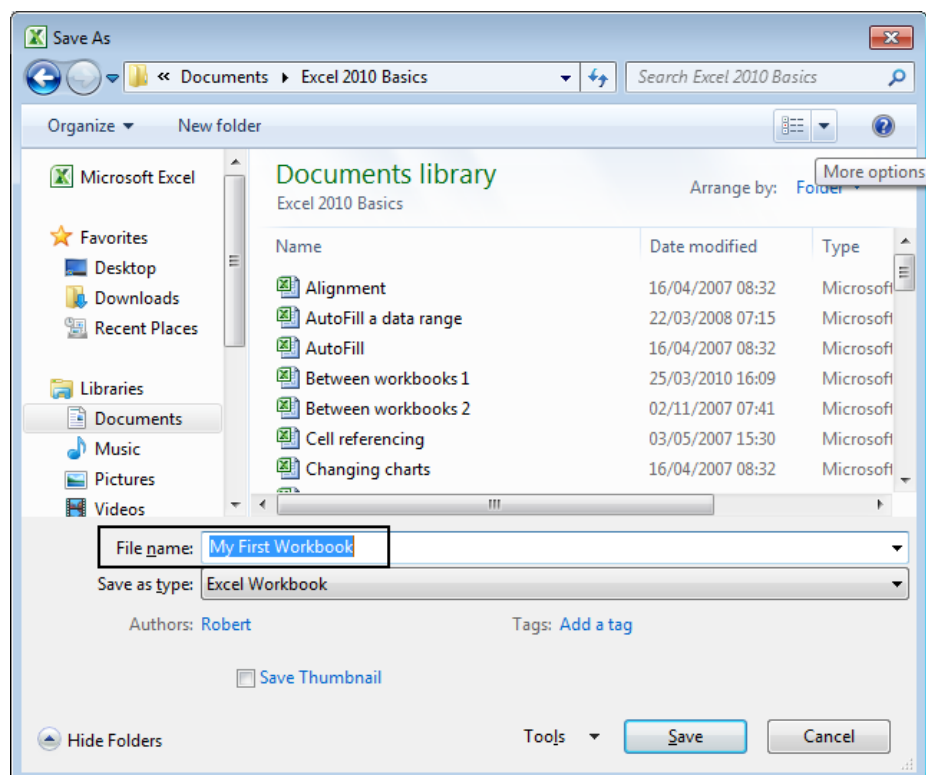 Save As
« Documents ▸ Excel 2010 Basics Search Excel 2010 Basics
Organize New folder
More options
Microsoft Excel
Favorites
Desktop
Downloads
Recent Places
Libraries
Documents
Music
Pictures
Videos
Documents library
Excel 2010 Basics
Arrange by: Folder
Name Date modified Type
Alignment 16/04/2007 08:32 Microsoft
AutoFill a data range 22/03/2008 07:15 Microsoft
AutoFill 16/04/2007 08:32 Microsoft
Between workbooks 1 25/03/2010 16:09 Microsoft
Between workbooks 2 02/11/2007 07:41 Microsoft
Cell referencing 03/05/2007 15:30 Microsoft
Changing charts 16/04/2007 08:32 Microsoft
File name: My First Workbook
Save as type: Excel Workbook
Authors: Robert Tags: Add a tag
Save Thumbnail
Hide Folders Tools Save Cancel